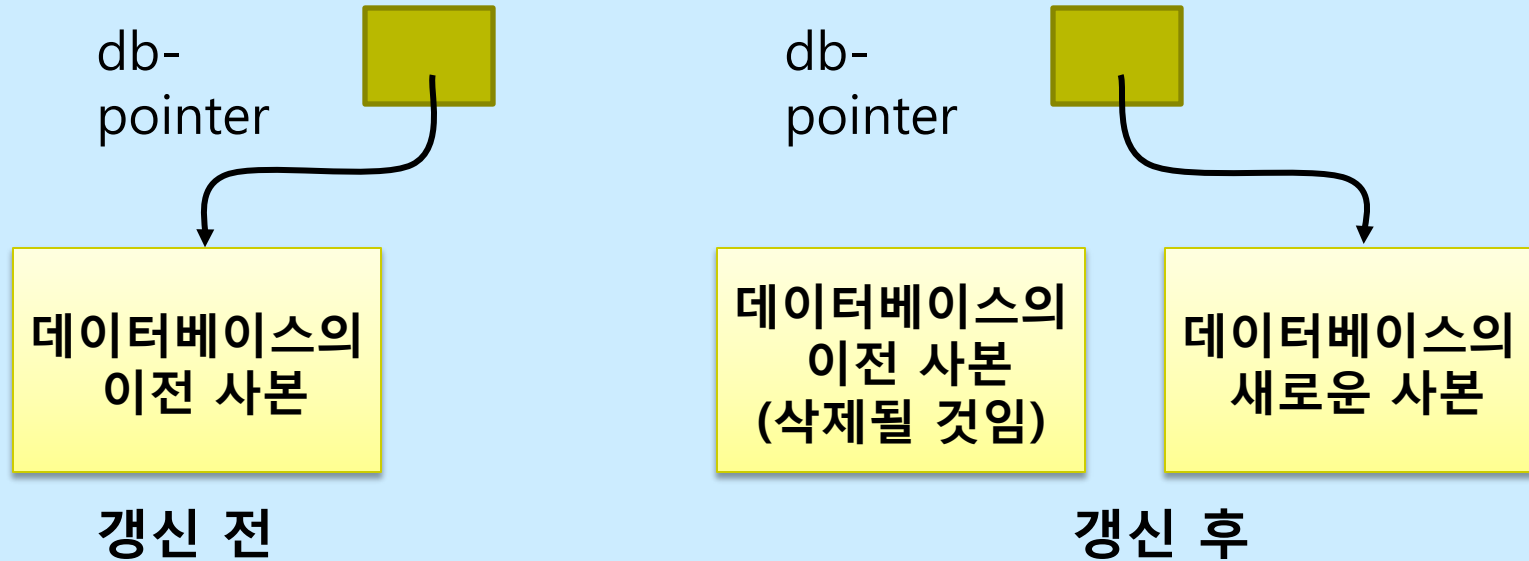 db-
pointer
데이터베이스의
이전 사본
갱신 전
db-
pointer
데이터베이스의
이전 사본
(삭제될 것임)
데이터베이스의
새로운 사본
갱신 후